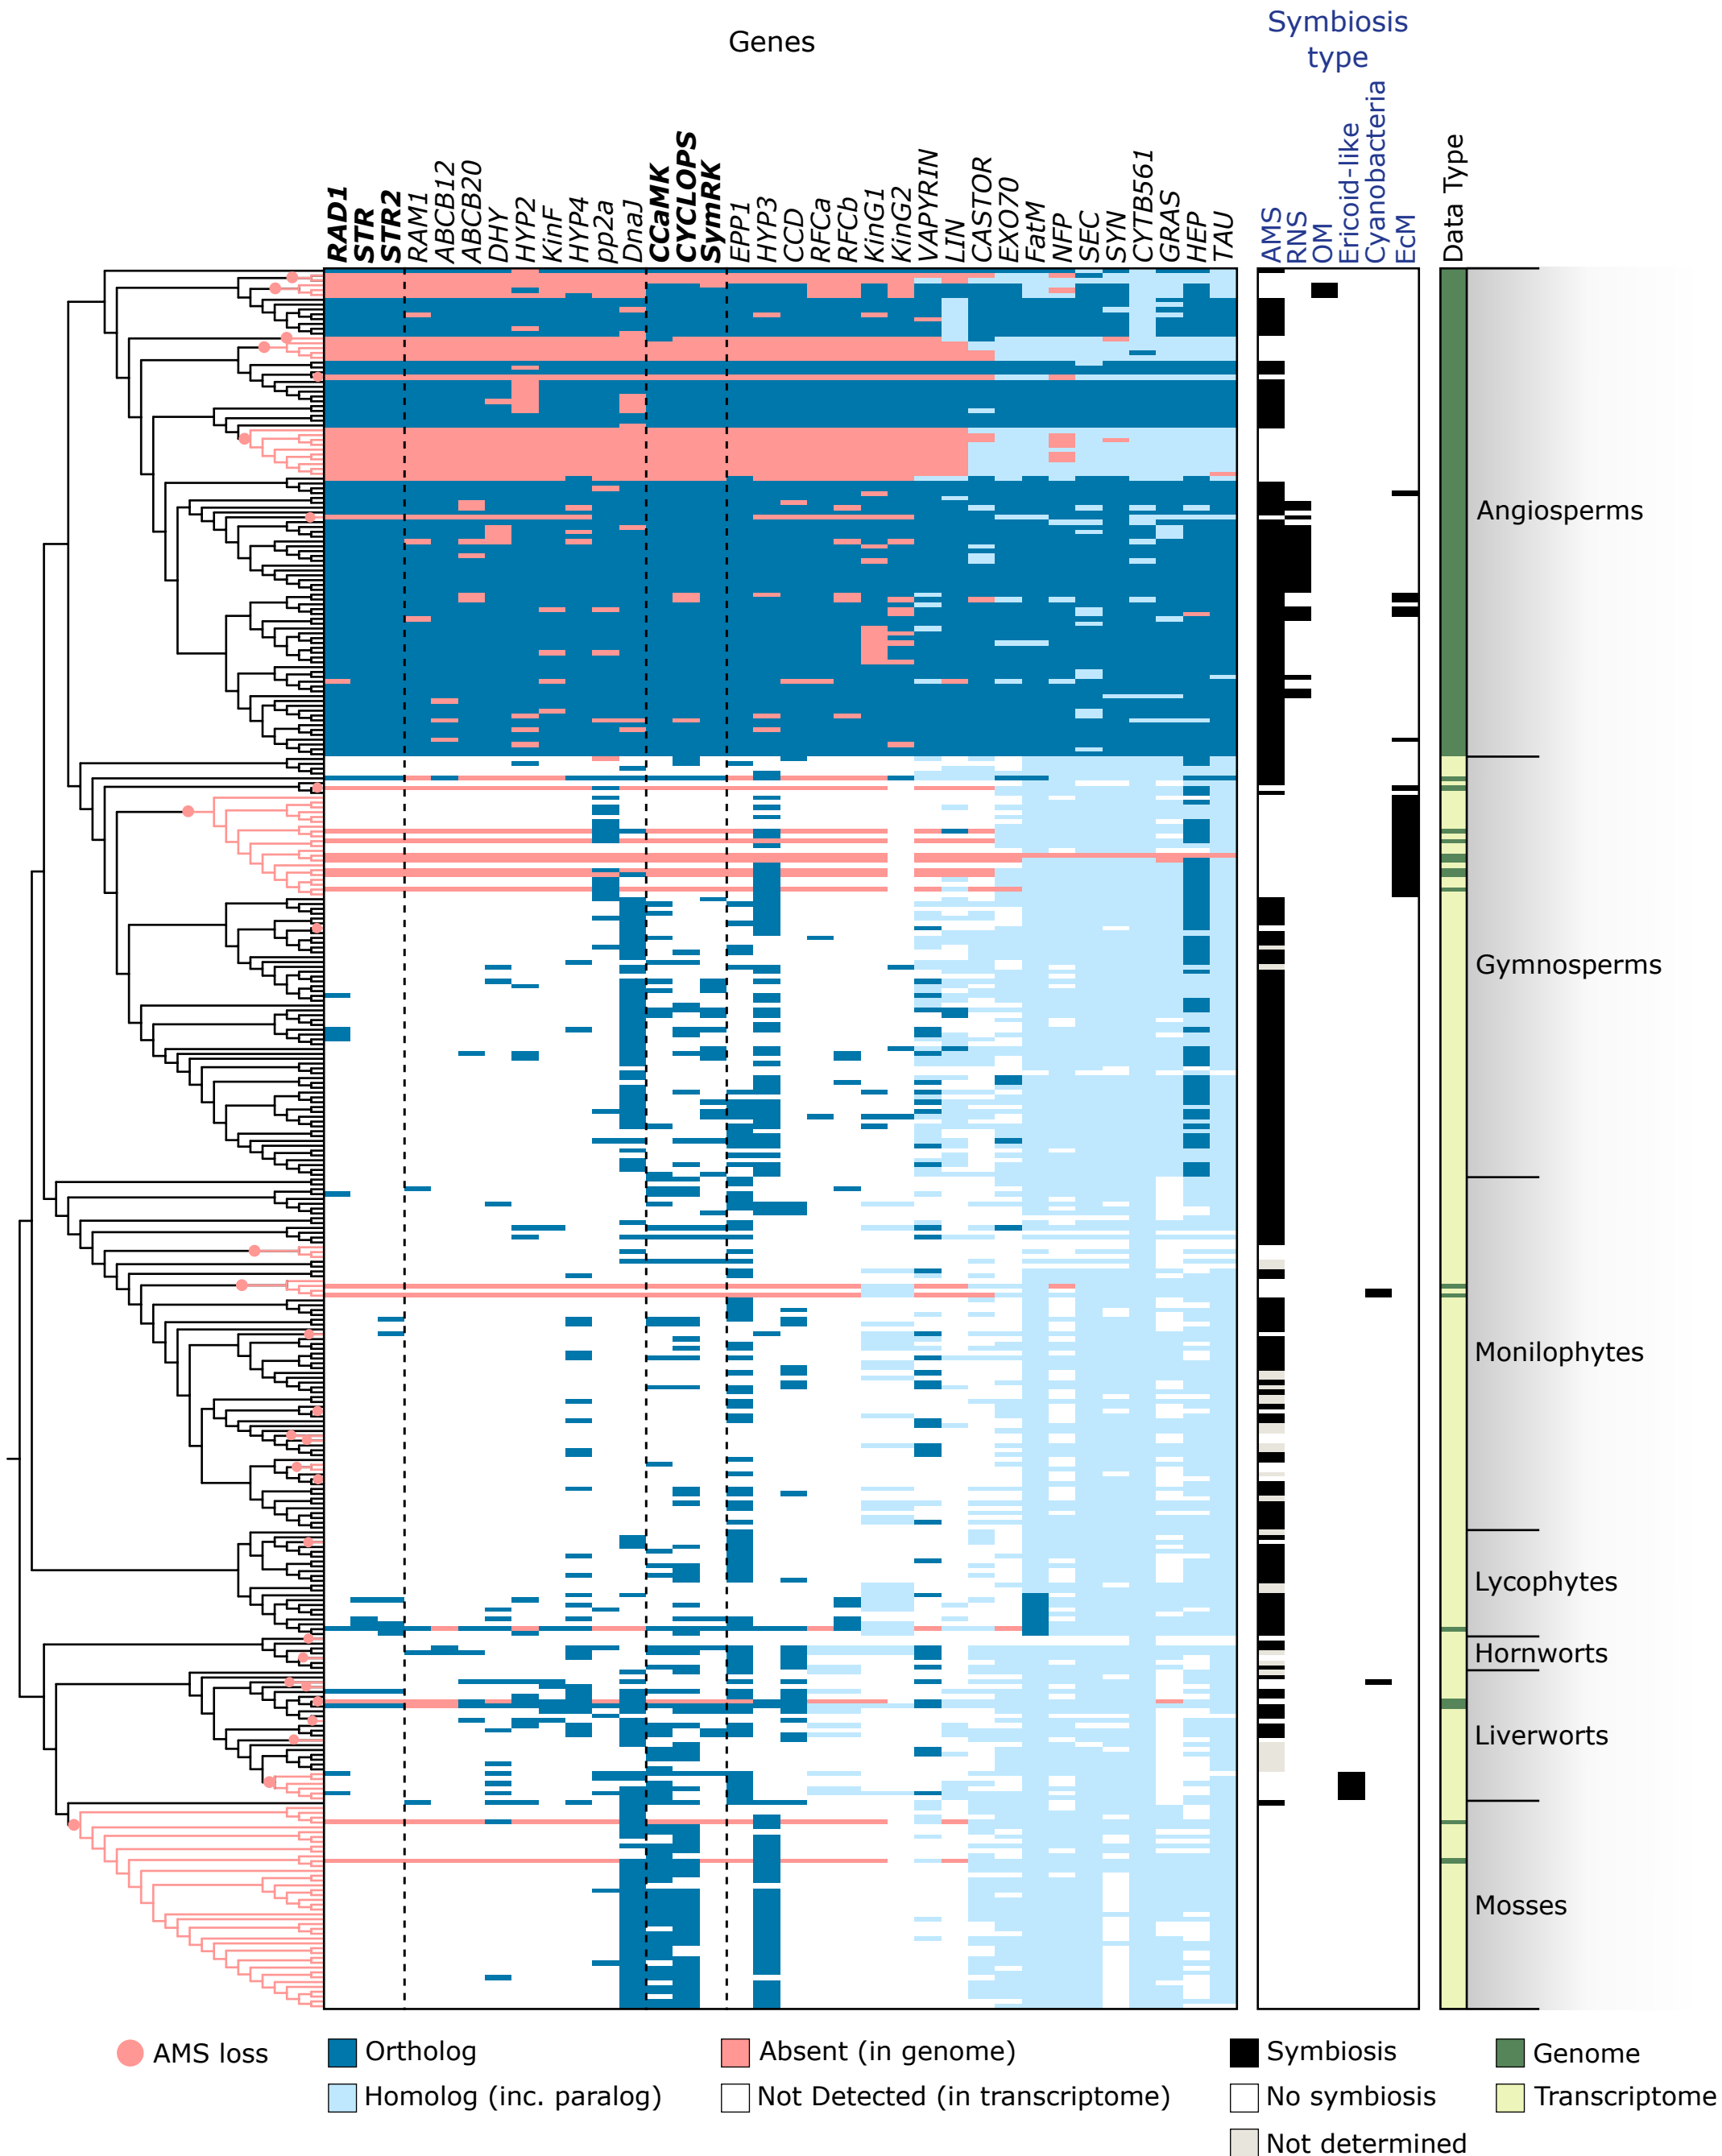 Genes
Symbiosis
type
RAD1
STR
STR2
RAM1
ABCB12
ABCB20
DHY
HYP2
KinF
HYP4
pp2a
DnaJ
CCaMK
CYCLOPS
SymRK
EPP1
HYP3
CCD
RFCa
RFCb
KinG1
KinG2
VAPYRIN
LIN
CASTOR
EXO70
FatM
NFP
SEC
SYN
CYTB561
GRAS
HEP
TAU
AMS
RNS
OM
Ericoid-like
Cyanobacteria
EcM
Data Type
Angiosperms
Gymnosperms
Monilophytes
Lycophytes
Hornworts
Liverworts
Mosses
AMS loss
Ortholog
Absent (in genome)
Symbiosis
Genome
Homolog (inc. paralog)
Not Detected (in transcriptome)
No symbiosis
Transcriptome
Not determined